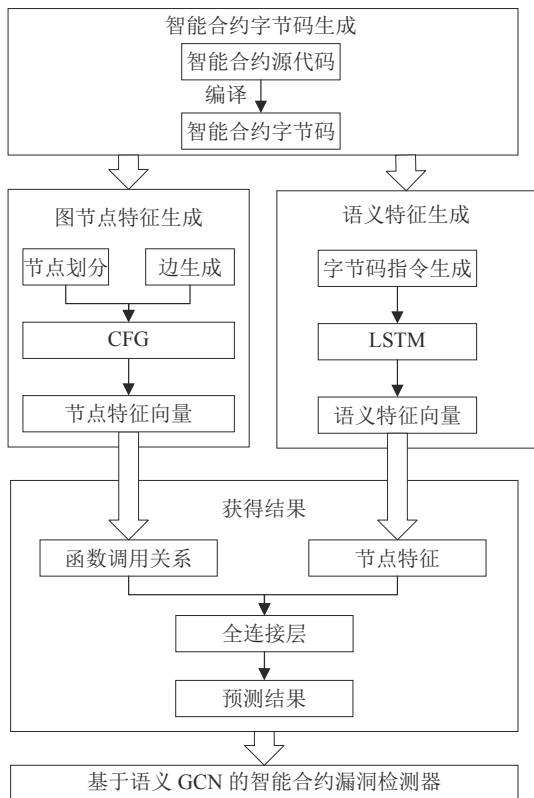 智能合约字节码生成
智能合约源代码
编译
智能合约字节码
图节点特征生成
节点划分
边生成
CFG
节点特征向量
语义特征生成
字节码指令生成
LSTM
语义特征向量
获得结果
函数调用关系
节点特征
全连接层
预测结果
基于语义 GCN 的智能合约漏洞检测器